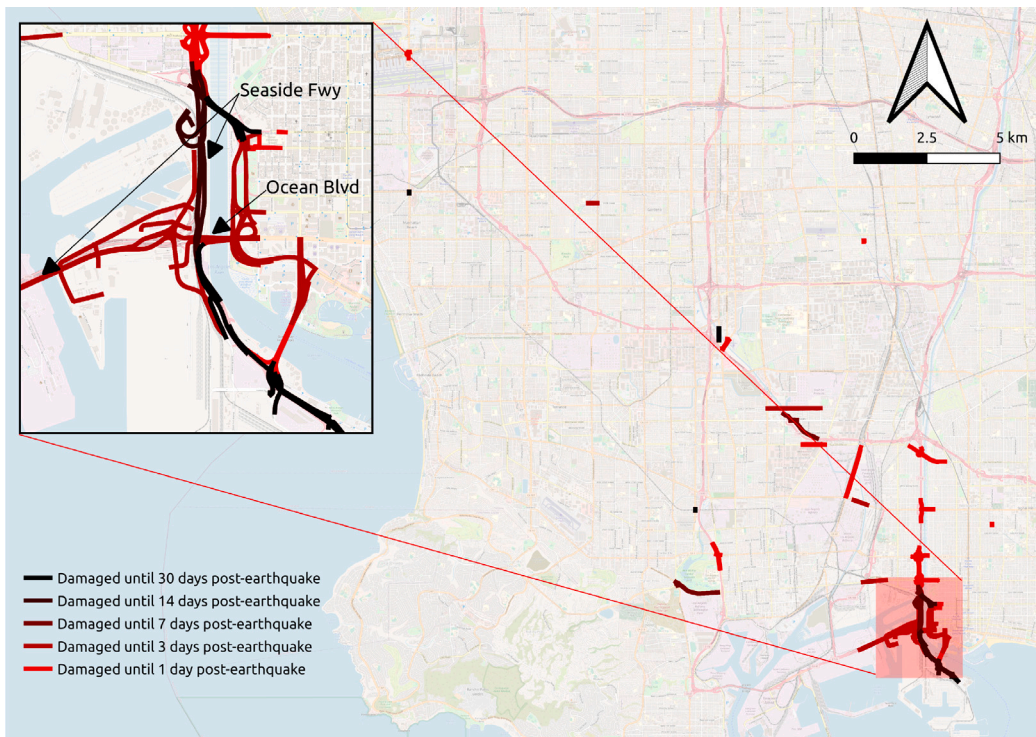 Seaside Fwy
Ocean Blvd
0 2.5 5 km
Damaged until 30 days post-earthquake
Damaged until 14 days post-earthquake
Damaged until 7 days post-earthquake
Damaged until 3 days post-earthquake
Damaged until 1 day post-earthquake